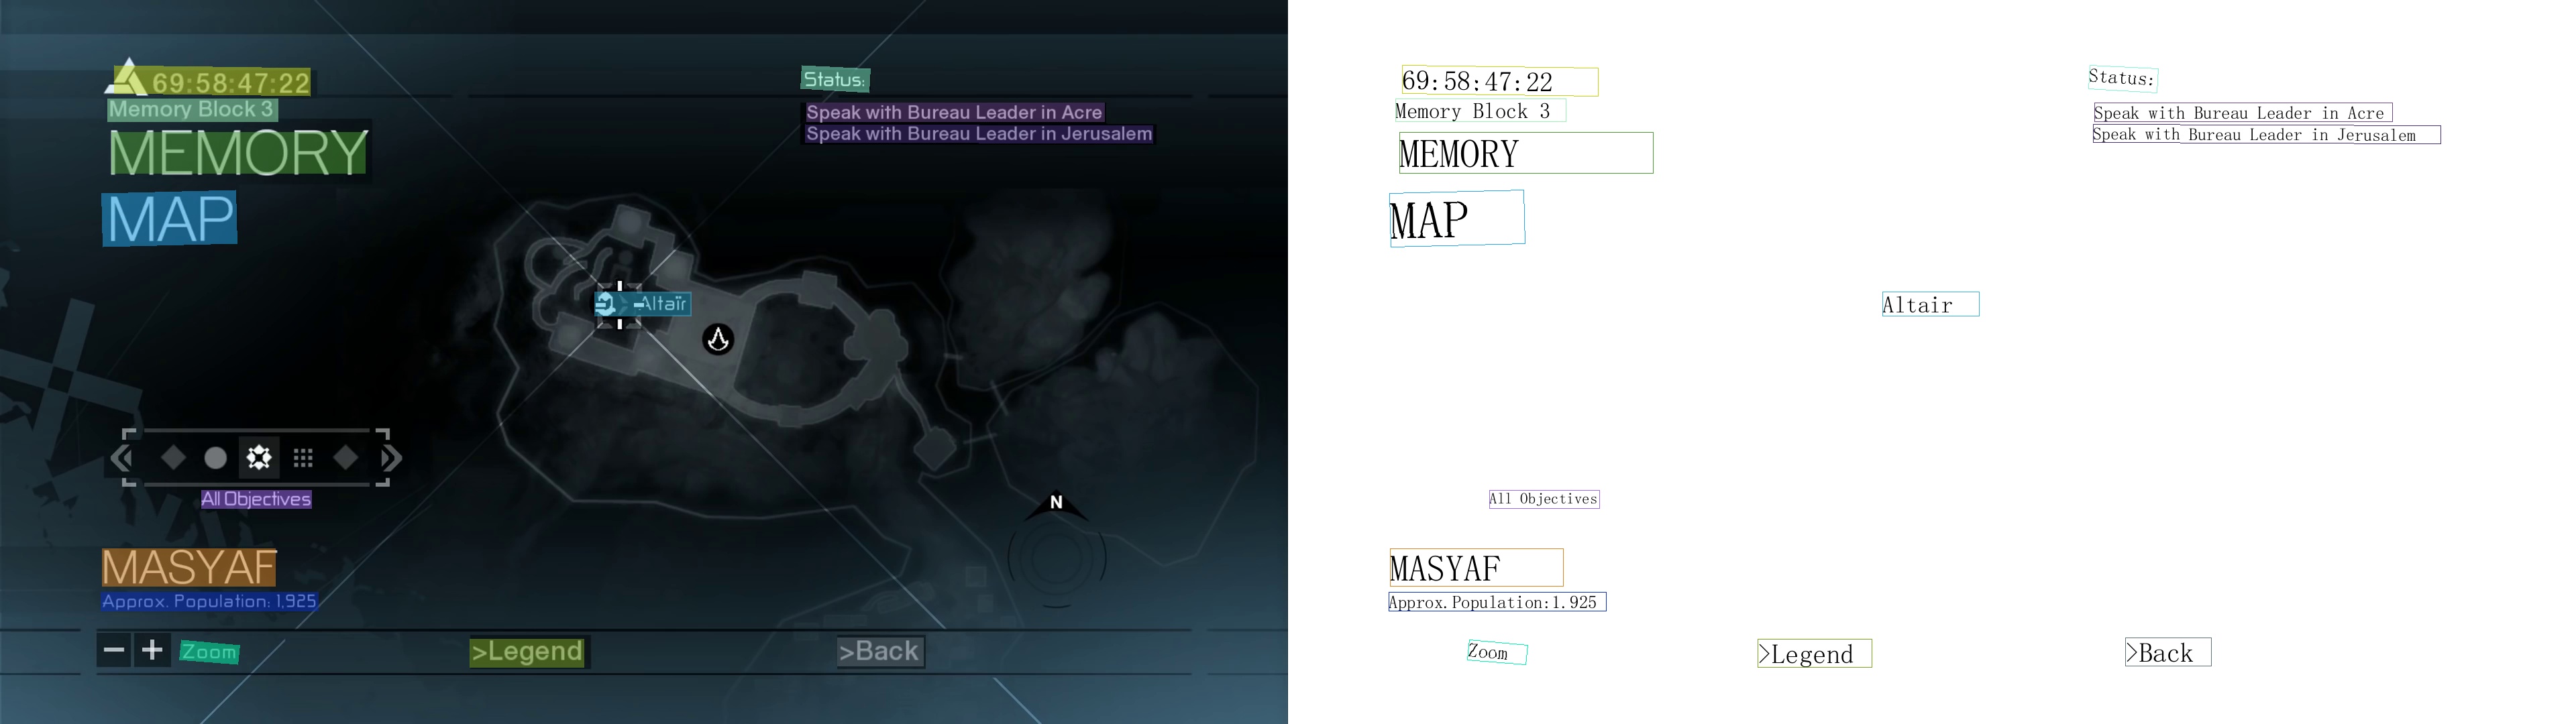 69:58:47:22
Memory Block 3
MEMORY
MAP
Status:
Speak with Bureau Leader in Acre
Speak with Bureau Leader in Jerusalem
Altaïr
All Objectives
N
MASYAF
Approx. Population: 1,925
Zoom
>Legend
>Back
69:58:47:22
Memory Block 3
MEMORY
MAP
Status:
Speak with Bureau Leader in Acre
Speak with Bureau Leader in Jerusalem
Altair
All Objectives
MASYAF
Approx.Population:1.925
Zoom
>Legend
>Back